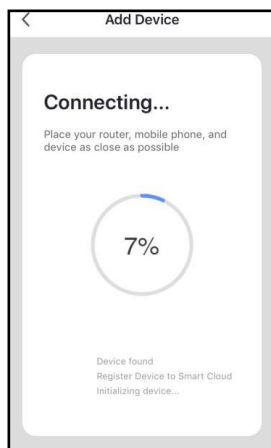 Add Device
Connecting...
Place your router, mobile phone, and
device as close as possible
7%
Device found
Register Device to Smart Cloud
Initializing device...